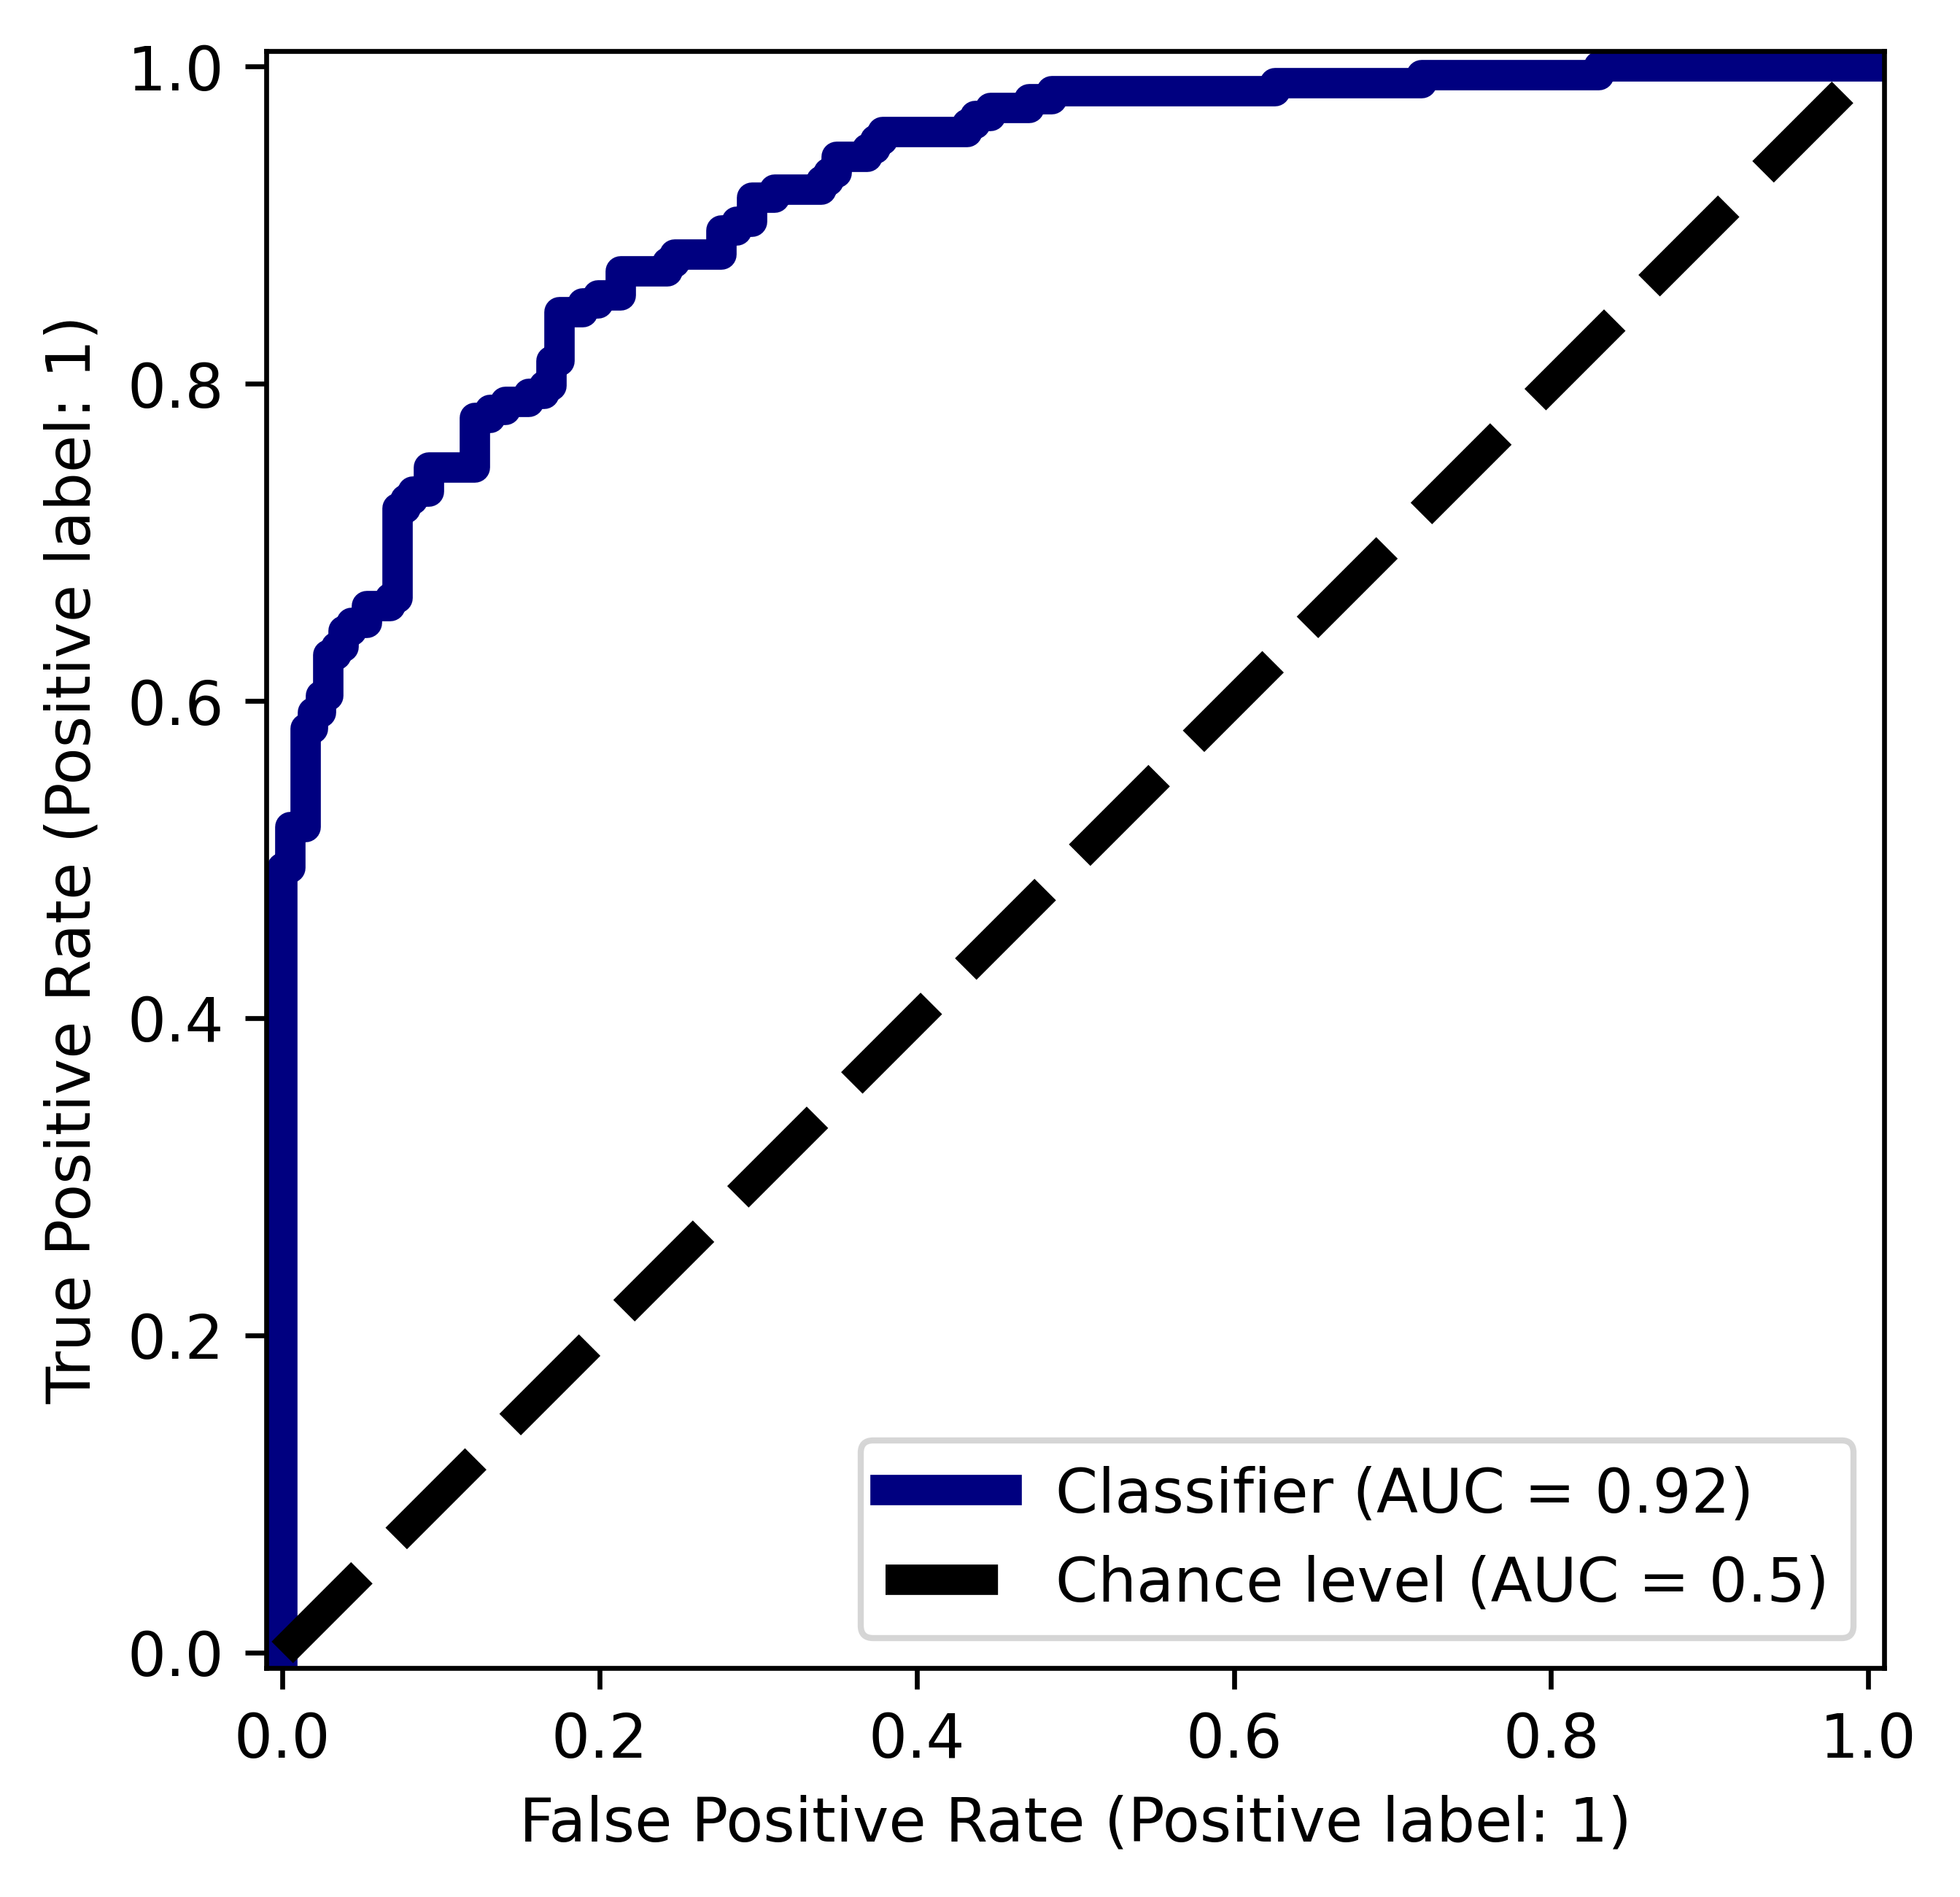 1.0
0.8
0.6
0.4
0.2
0.0
True Positive Rate (Positive label: 1)
Classifier (AUC = 0.92)
Chance level (AUC = 0.5)
0.0 0.2 0.4 0.6 0.8 1.0
False Positive Rate (Positive label: 1)